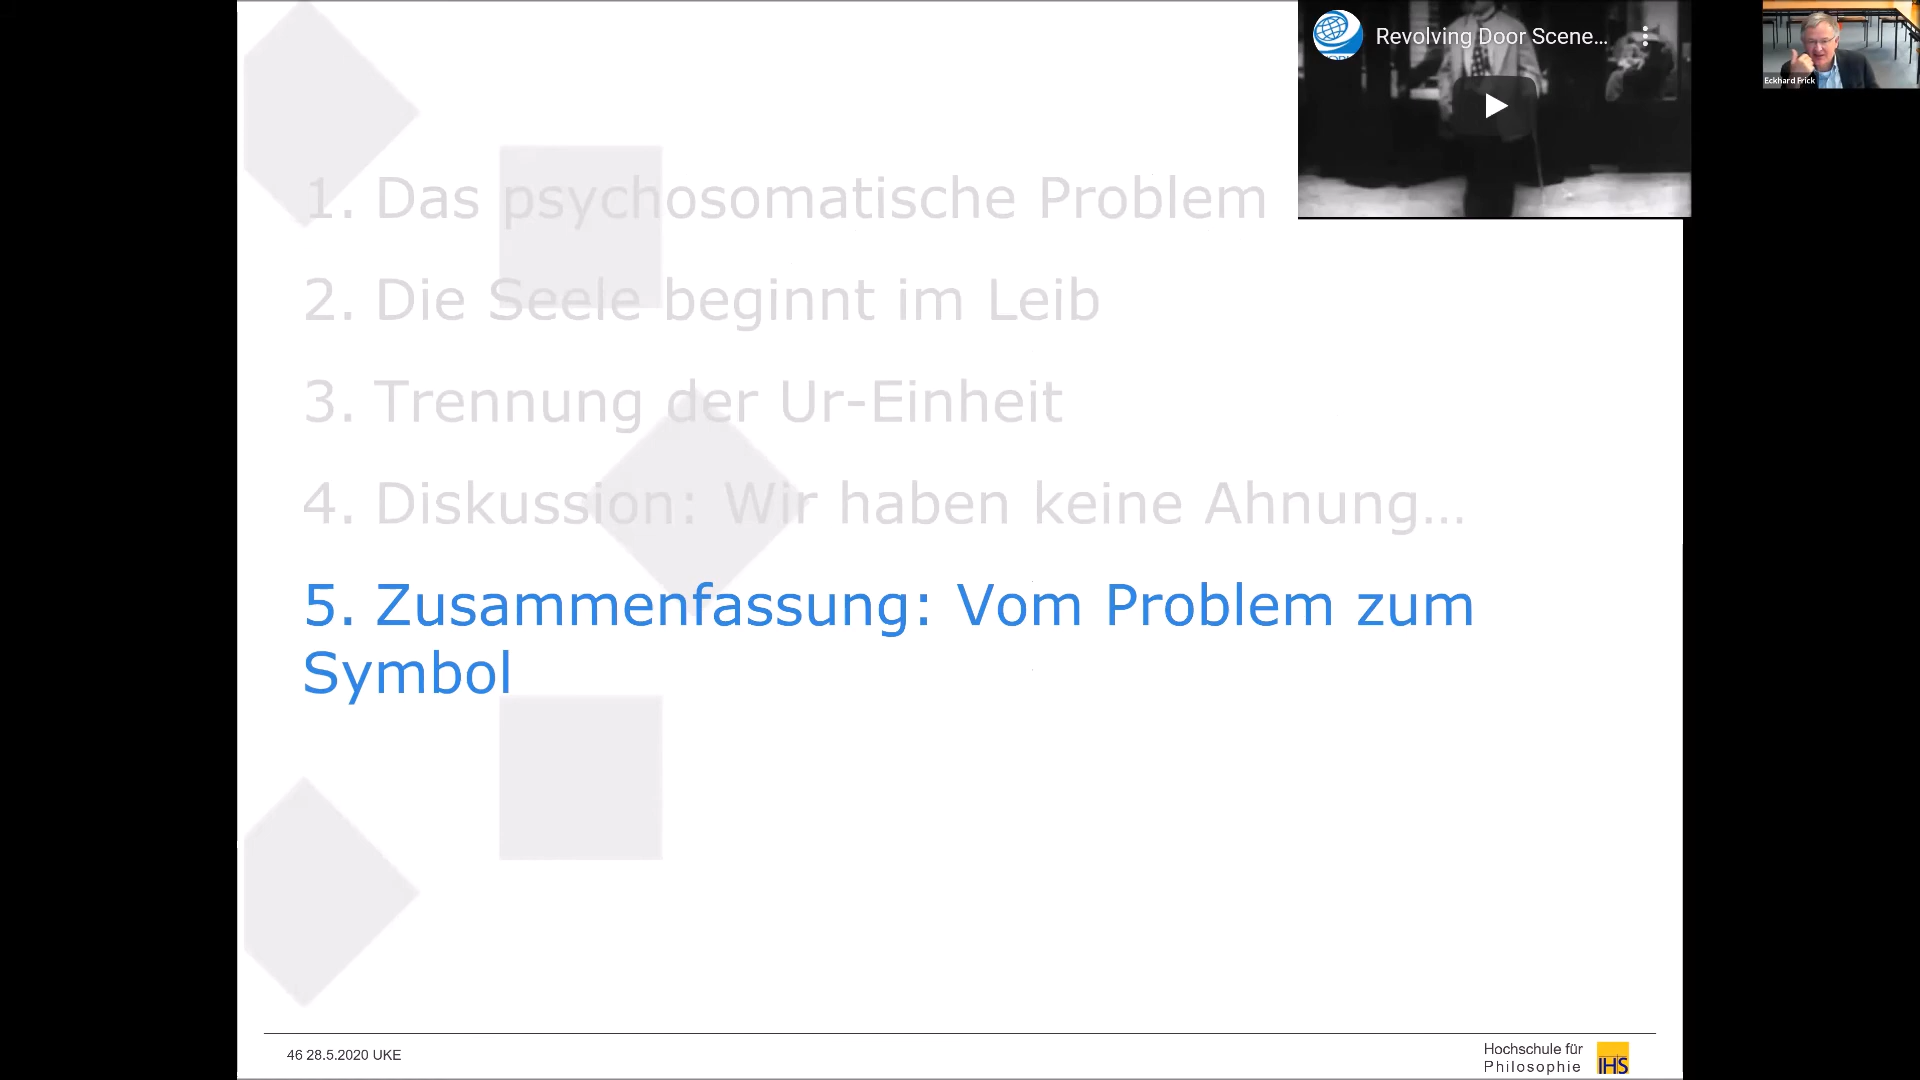 Revolving Door Scene...
Eckhard Frick
1. Das psychosomatische Problem
2. Die Seele beginnt im Leib
3. Trennung der Ur-Einheit
4. Diskussion: Wir haben keine Ahnung...
5. Zusammenfassung: Vom Problem zum
Symbol
46 28.5.2020 UKE
Hochschule für
Philosophie
IHS